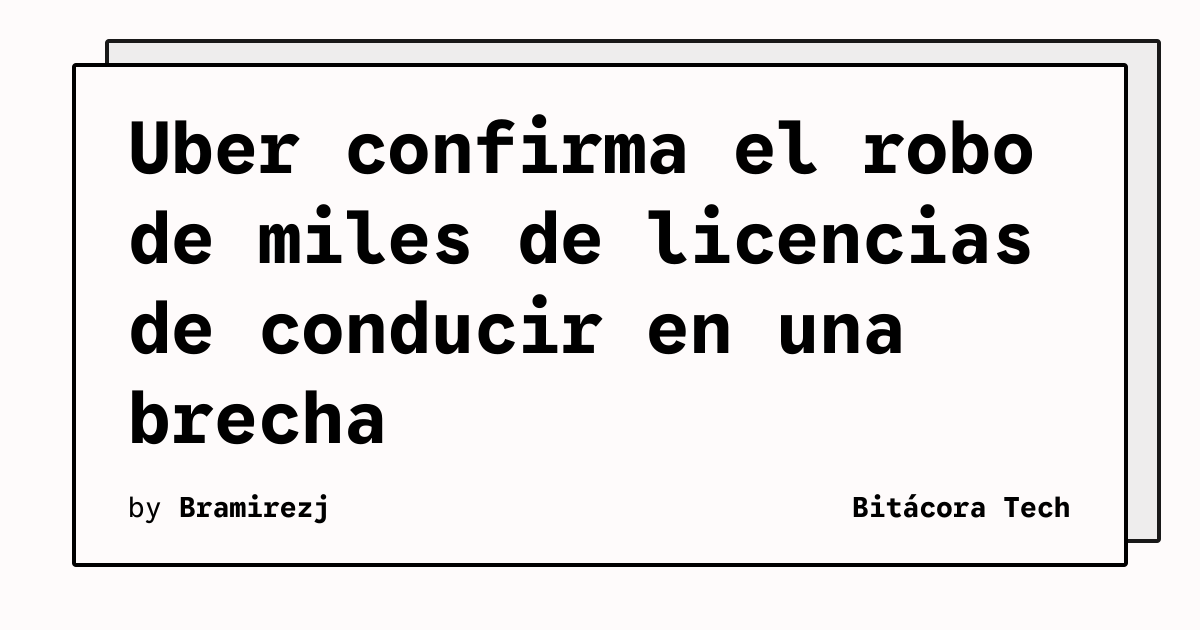 Uber confirma el robo
de miles de licencias
de conducir en una
brecha
by Bramirezj
Bitácora Tech